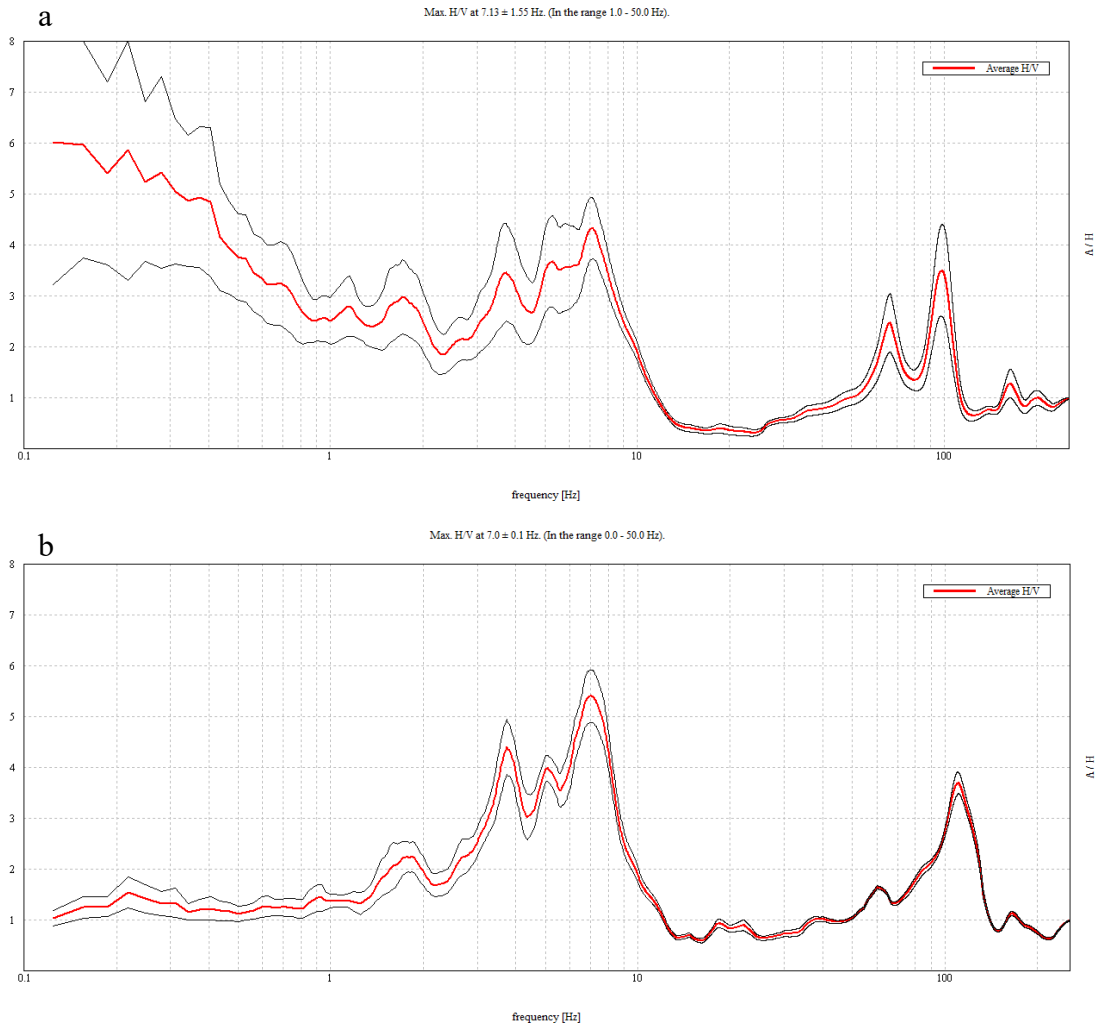 a
Max. H/V at 7.13 ± 1.55 Hz. (In the range 1.0 - 50.0 Hz).
8
Average H/V
7
6
5
4
H / V
3
2
1
0.1 1 10 100
frequency [Hz]
b
Max. H/V at 7.0 ± 0.1 Hz. (In the range 0.0 - 50.0 Hz).
8
Average H/V
7
6
5
4
H / V
3
2
1
0.1 1 10 100
frequency [Hz]